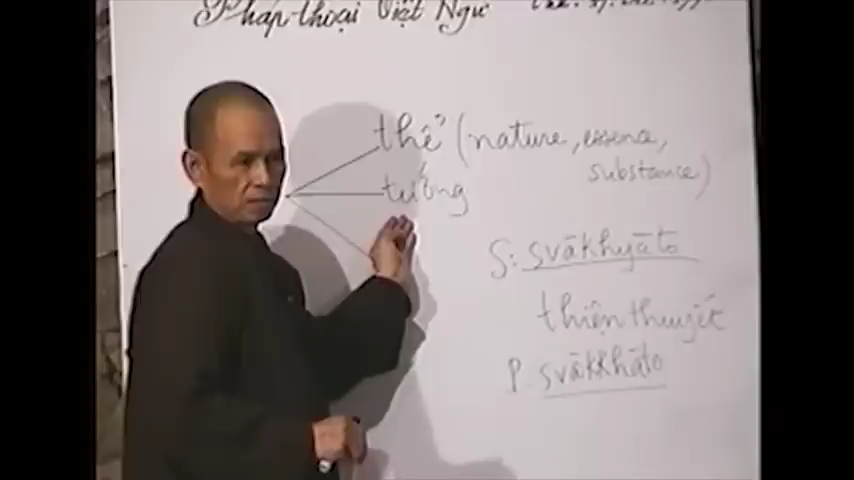 Pháp-thoại Việt Ngữ
thể (nature, essence,
substance)
tướng
S: svākhyāto
thiện thuyết
P. svākkhāto